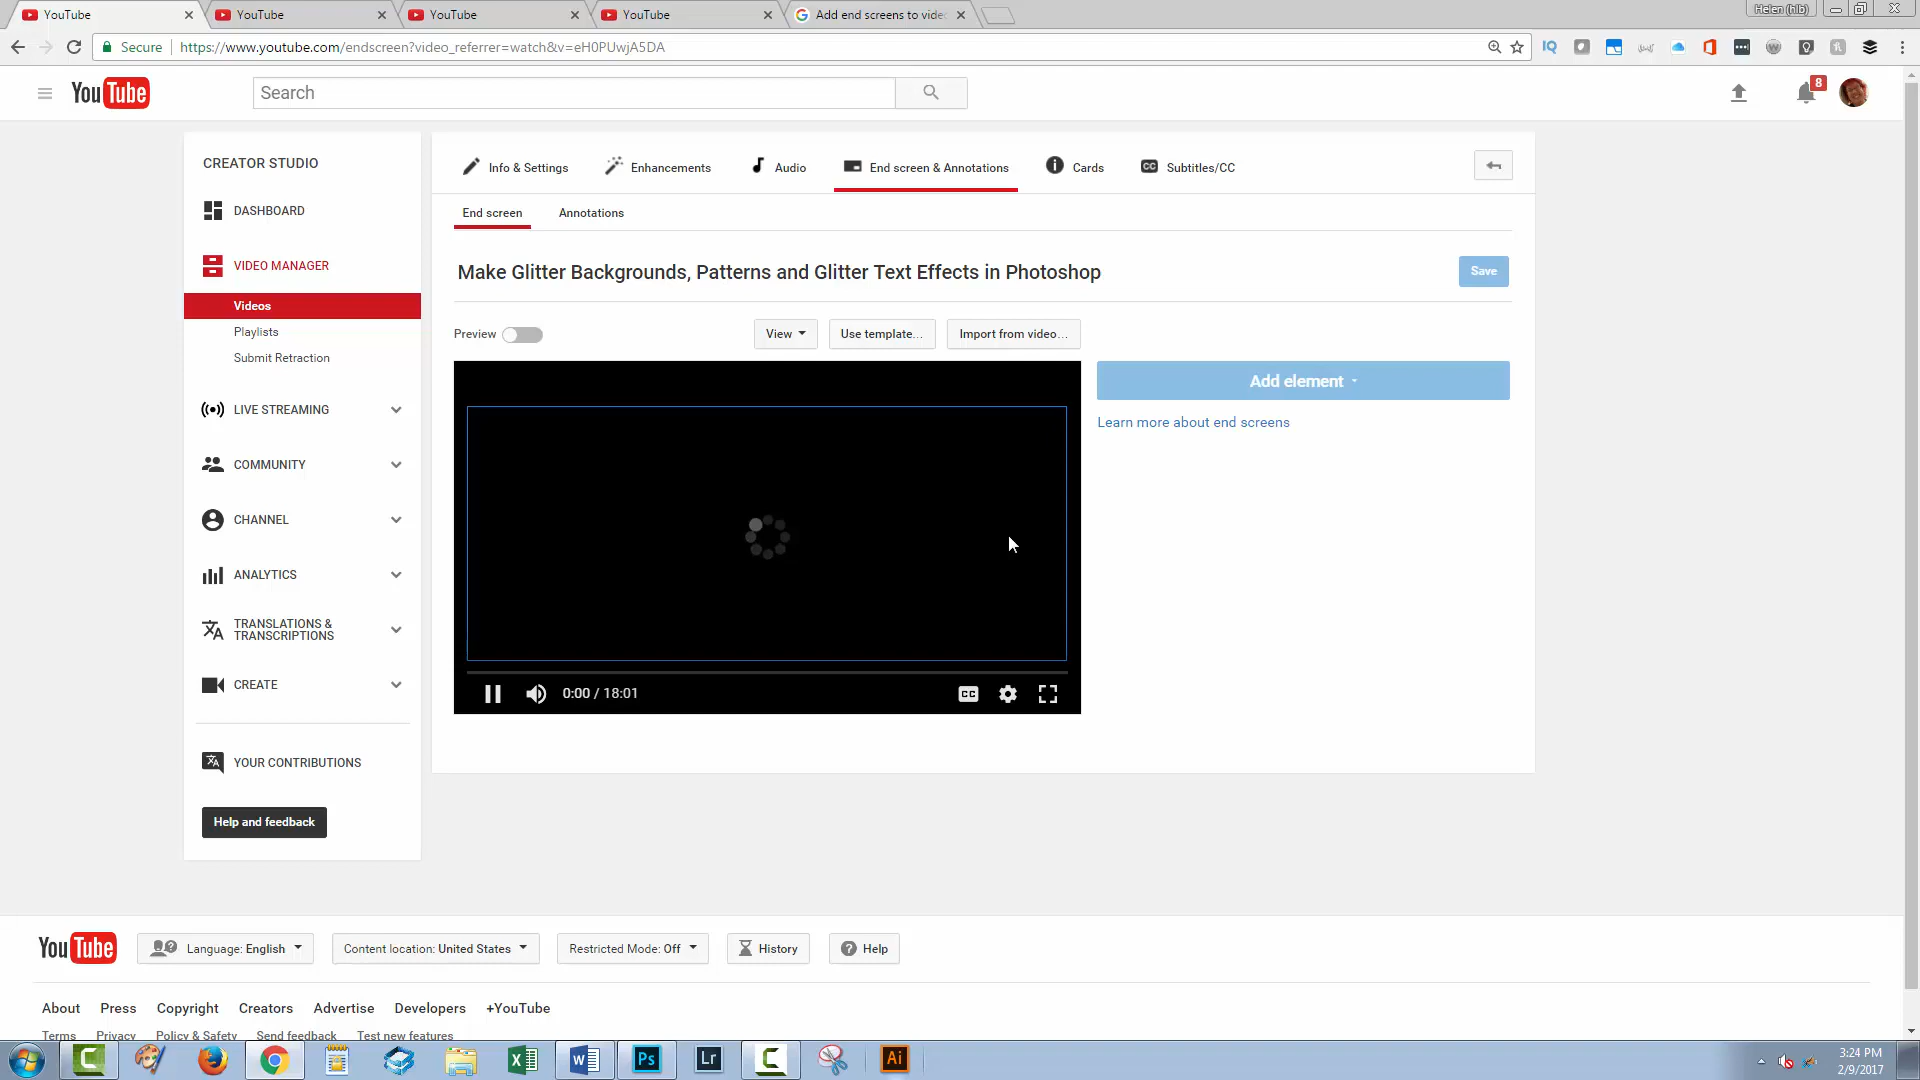 YouTube
YouTube
YouTube
YouTube
Add end screens to vide
Helen (hlb)
Secure
https://www.youtube.com/endscreen?video_referrer=watch&v=eH0PUwjA5DA
YouTube
Search
8
CREATOR STUDIO
DASHBOARD
VIDEO MANAGER
Videos
Playlists
Submit Retraction
LIVE STREAMING
COMMUNITY
CHANNEL
ANALYTICS
TRANSLATIONS &
TRANSCRIPTIONS
CREATE
YOUR CONTRIBUTIONS
Help and feedback
Info & Settings
Enhancements
Audio
End screen & Annotations
Cards
CC Subtitles/CC
End screen
Annotations
Make Glitter Backgrounds, Patterns and Glitter Text Effects in Photoshop
Save
Preview
View
Use template...
Import from video...
Add element
Learn more about end screens
0:00 / 18:01
CC
YouTube
Language: English
Content location: United States
Restricted Mode: Off
History
Help
About Press Copyright Creators Advertise Developers +YouTube
Terms Privacy Policy & Safety Send feedback Test new features
Ps
Lr
Ai
3:24 PM
2/9/2017